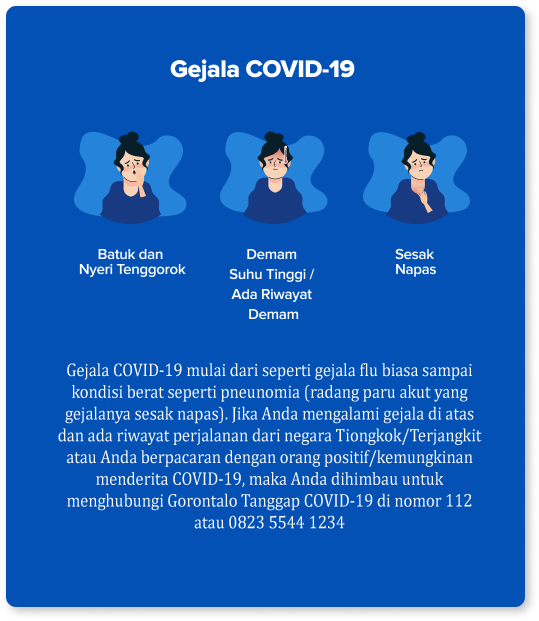 Gejala COVID-19
Batuk dan
Nyeri Tenggorok
Demam
Suhu Tinggi /
Ada Riwayat
Demam
Sesak
Napas
Gejala COVID-19 mulai dari seperti gejala flu biasa sampai
kondisi berat seperti pneunomia (radang paru akut yang
gejalanya sesak napas). Jika Anda mengalami gejala di atas
dan ada riwayat perjalanan dari negara Tiongkok/Terjangkit
atau Anda berpacaran dengan orang positif/kemungkinan
menderita COVID-19, maka Anda dihimbau untuk
menghubungi Gorontalo Tanggap COVID-19 di nomor 112
atau 0823 5544 1234